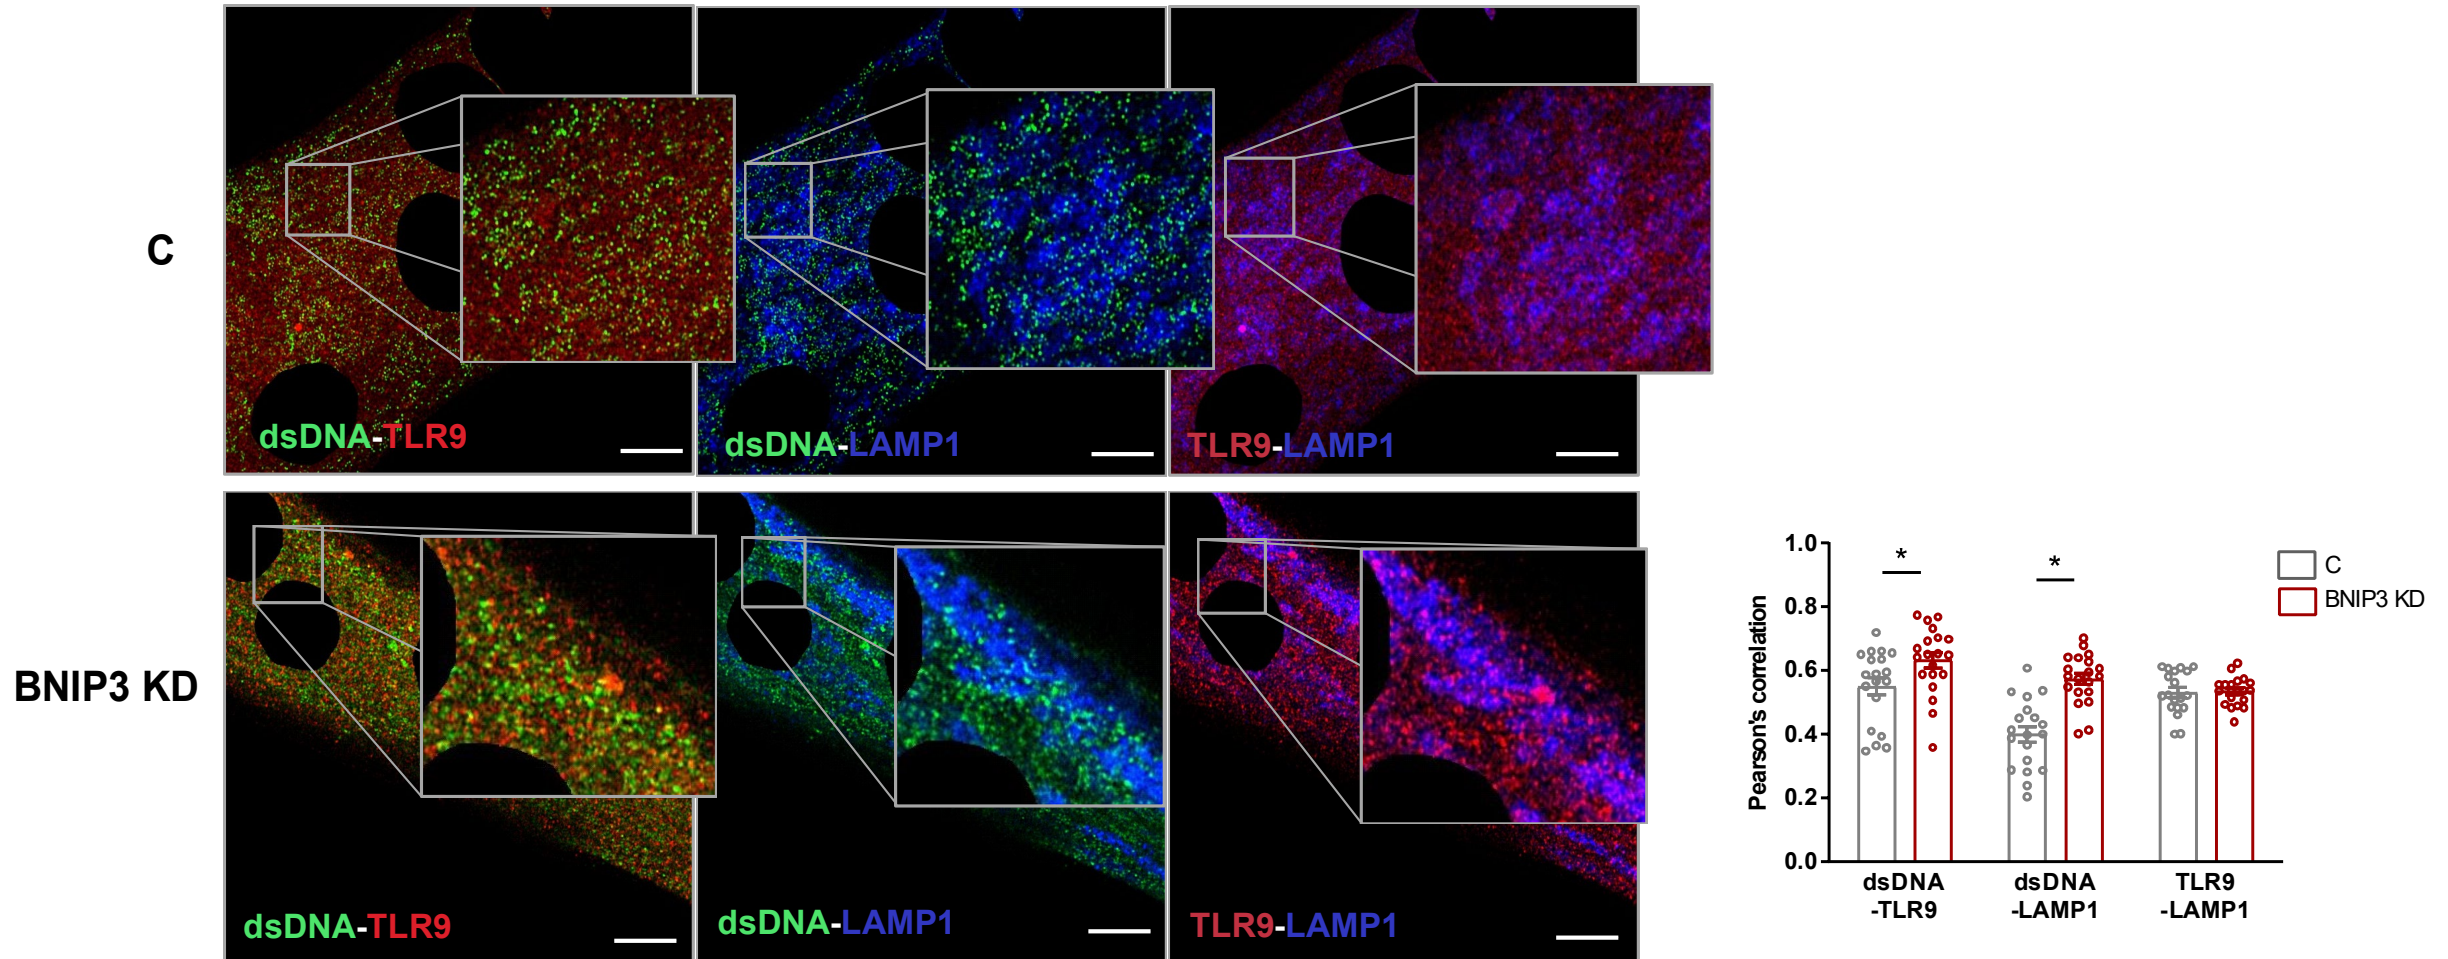 C
dsDNA-TLR9
dsDNA-LAMP1
TLR9-LAMP1
BNIP3 KD
dsDNA-TLR9
dsDNA-LAMP1
TLR9-LAMP1
Pearson's correlation
1.0
0.8
0.6
0.4
0.2
0.0
*
*
dsDNA
-TLR9
dsDNA
-LAMP1
TLR9
-LAMP1
C
BNIP3 KD